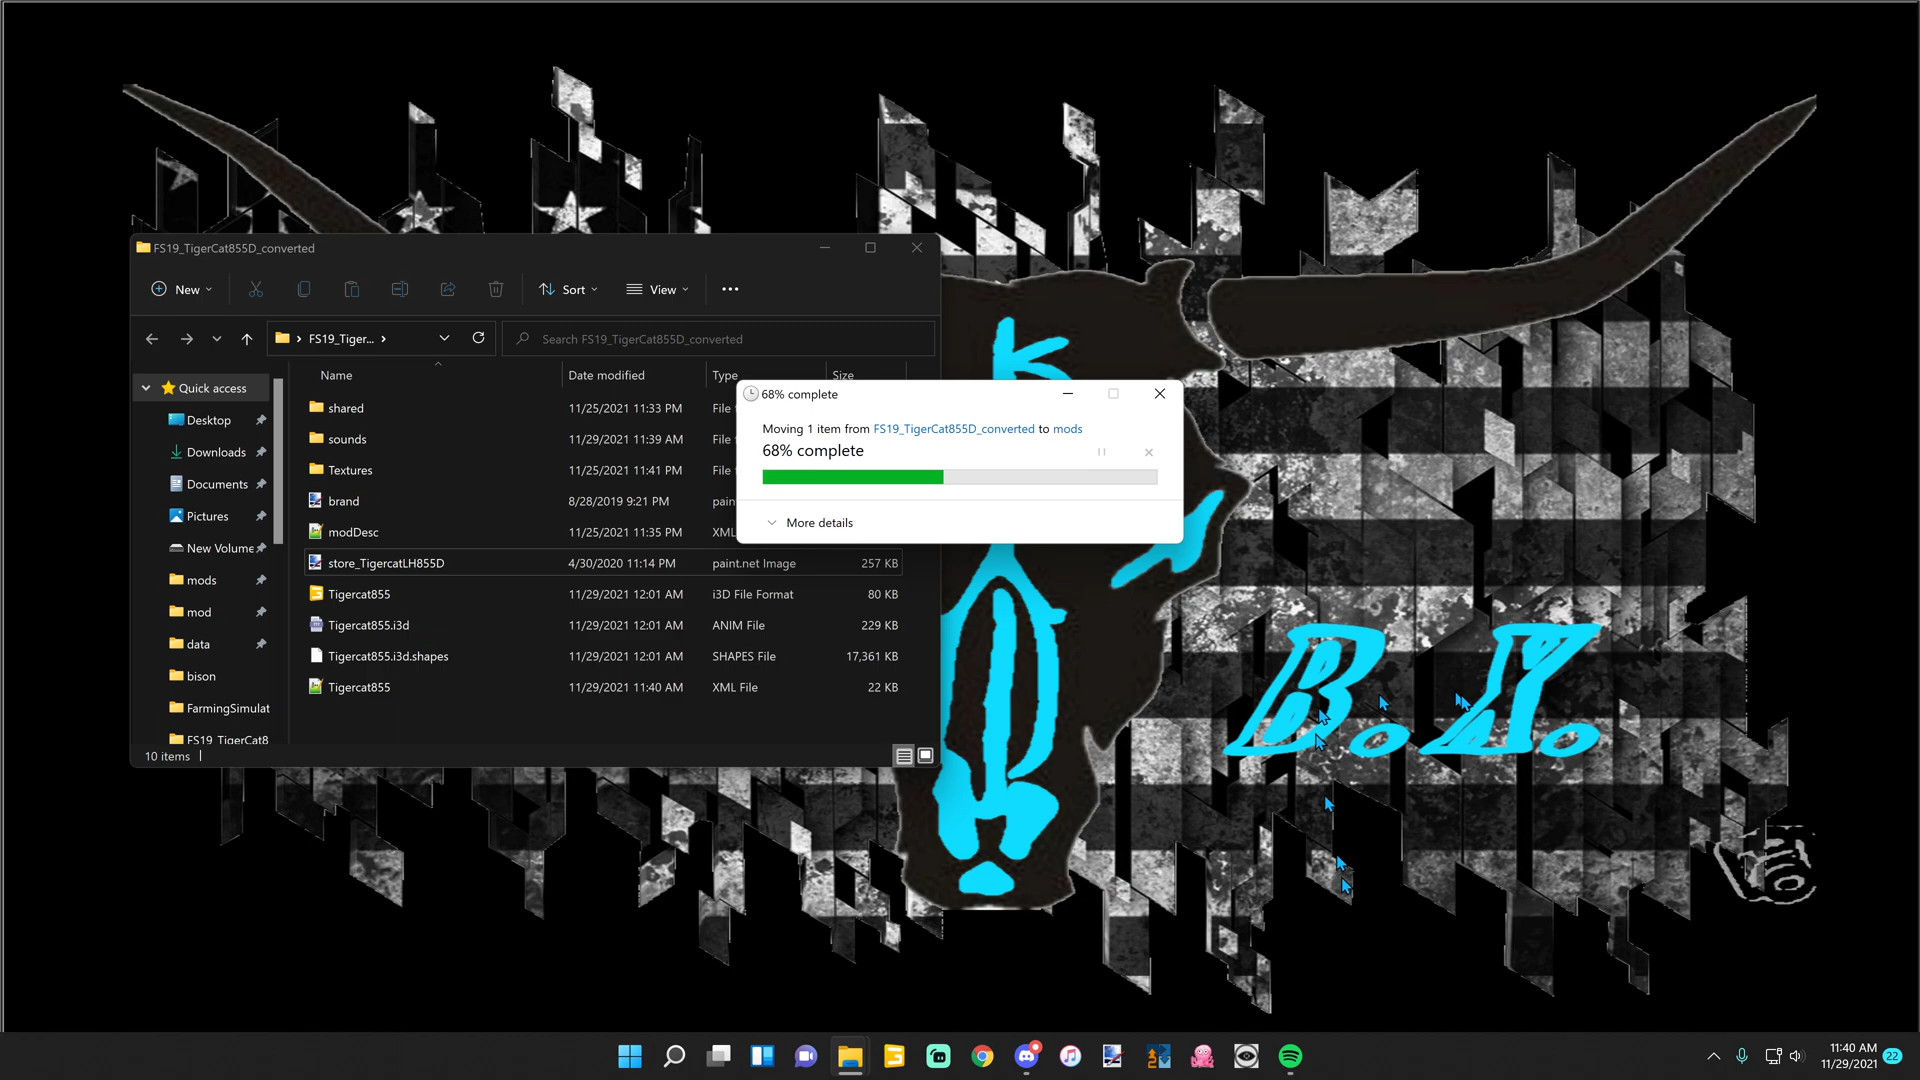 FS19_TigerCat855D_converted
New
Sort
View
FS19_Tiger...
Search FS19_TigerCat855D_converted
Name
Date modified
Type
Size
Quick access
Desktop
Downloads
Documents
Pictures
New Volume
mods
mod
data
bison
FarmingSimulat
FS19_TigerCat8
shared
11/25/2021 11:33 PM
File
sounds
11/29/2021 11:39 AM
File
Textures
11/25/2021 11:41 PM
File
brand
8/28/2019 9:21 PM
pain
modDesc
11/25/2021 11:35 PM
XML
store_TigercatLH855D
4/30/2020 11:14 PM
paint.net Image
257 KB
Tigercat855
11/29/2021 12:01 AM
i3D File Format
80 KB
Tigercat855.i3d
11/29/2021 12:01 AM
ANIM File
229 KB
Tigercat855.i3d.shapes
11/29/2021 12:01 AM
SHAPES File
17,361 KB
Tigercat855
11/29/2021 11:40 AM
XML File
22 KB
10 items
68% complete
Moving 1 item from FS19_TigerCat855D_converted to mods
68% complete
More details
11:40 AM
11/29/2021
22